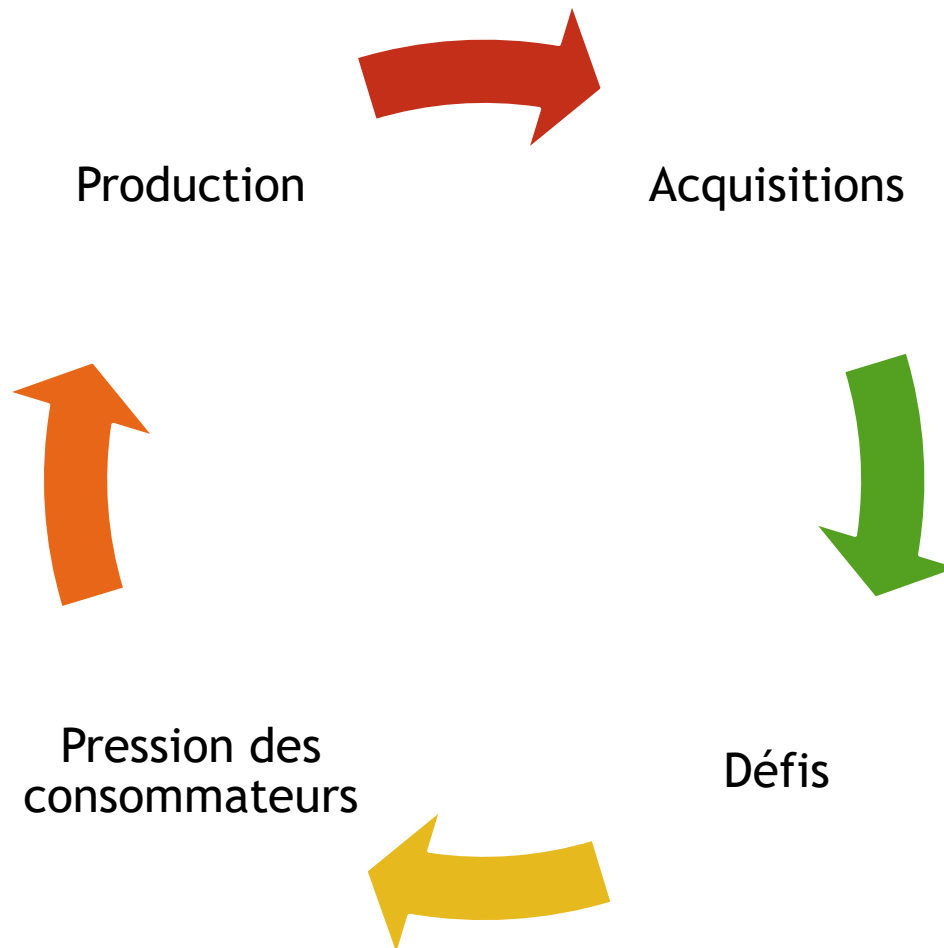 Production
Acquisitions
Pression des
consommateurs
Défis